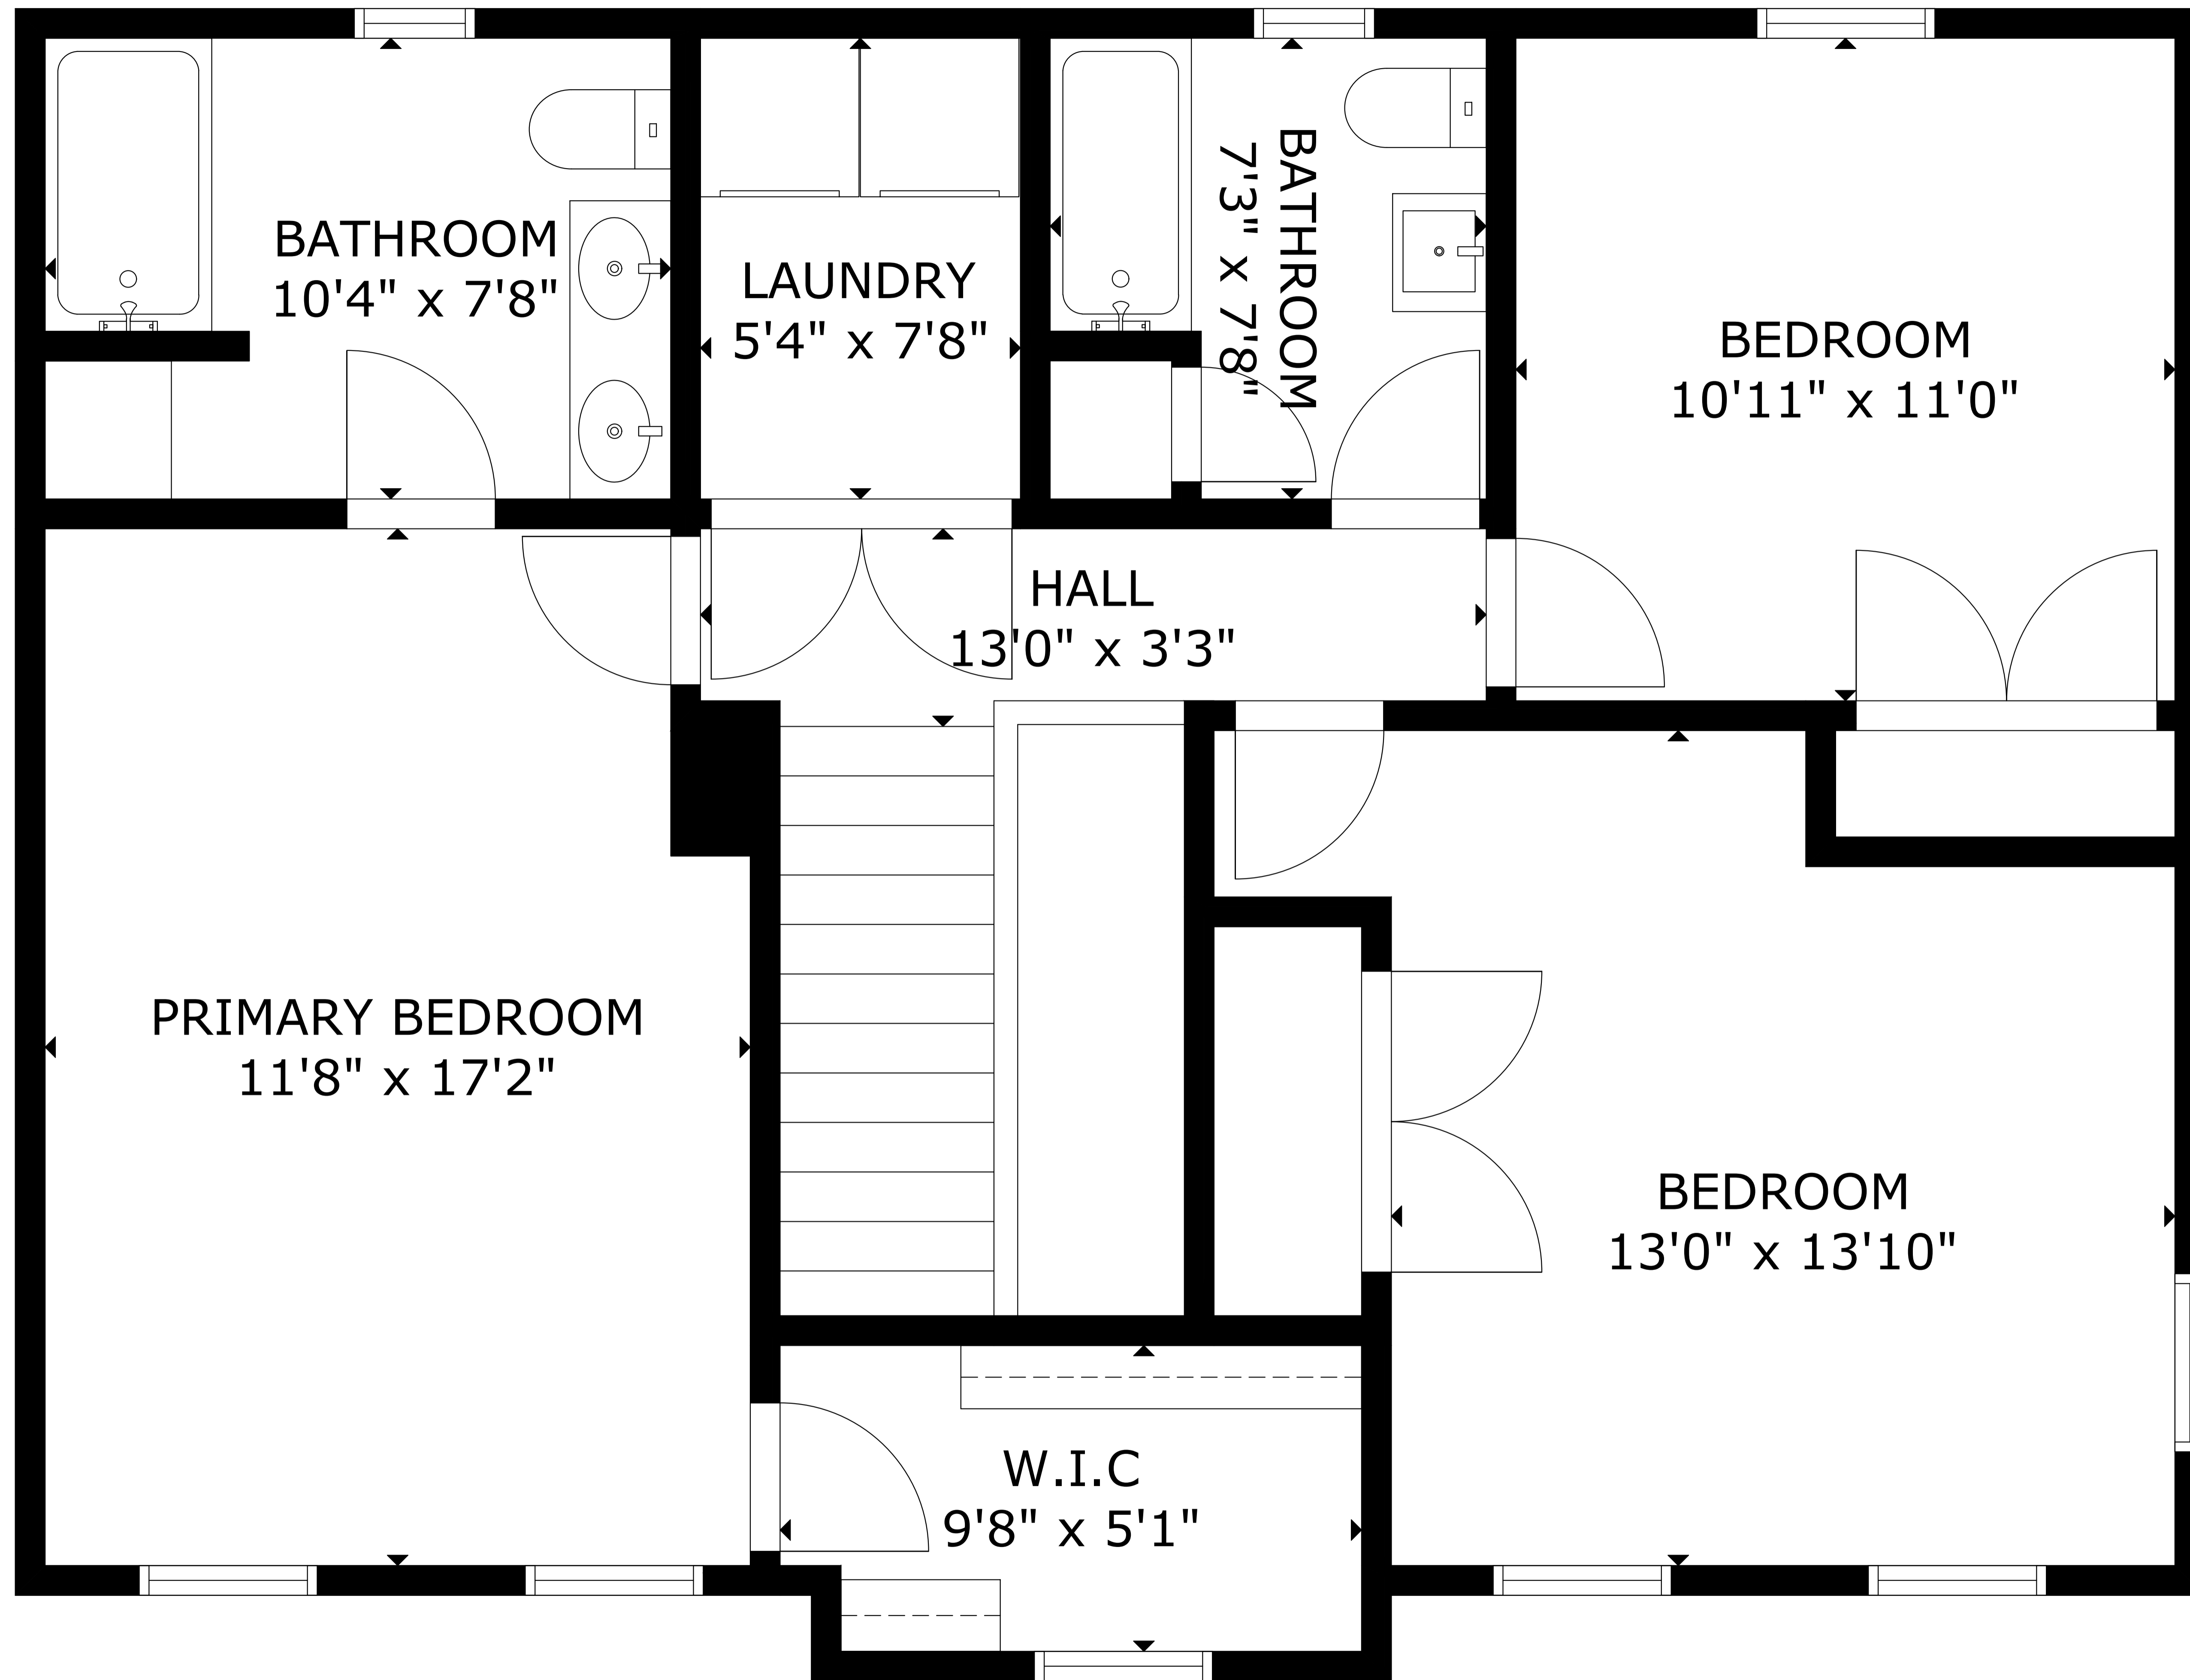 BATHROOM
10'4" x 7'8"
LAUNDRY
5'4" x 7'8"
BATHROOM
7'3" x 7'8"
BEDROOM
10'11" x 11'0"
HALL
13'0" x 3'3"
PRIMARY BEDROOM
11'8" x 17'2"
BEDROOM
13'0" x 13'10"
W.I.C
9'8" x 5'1"